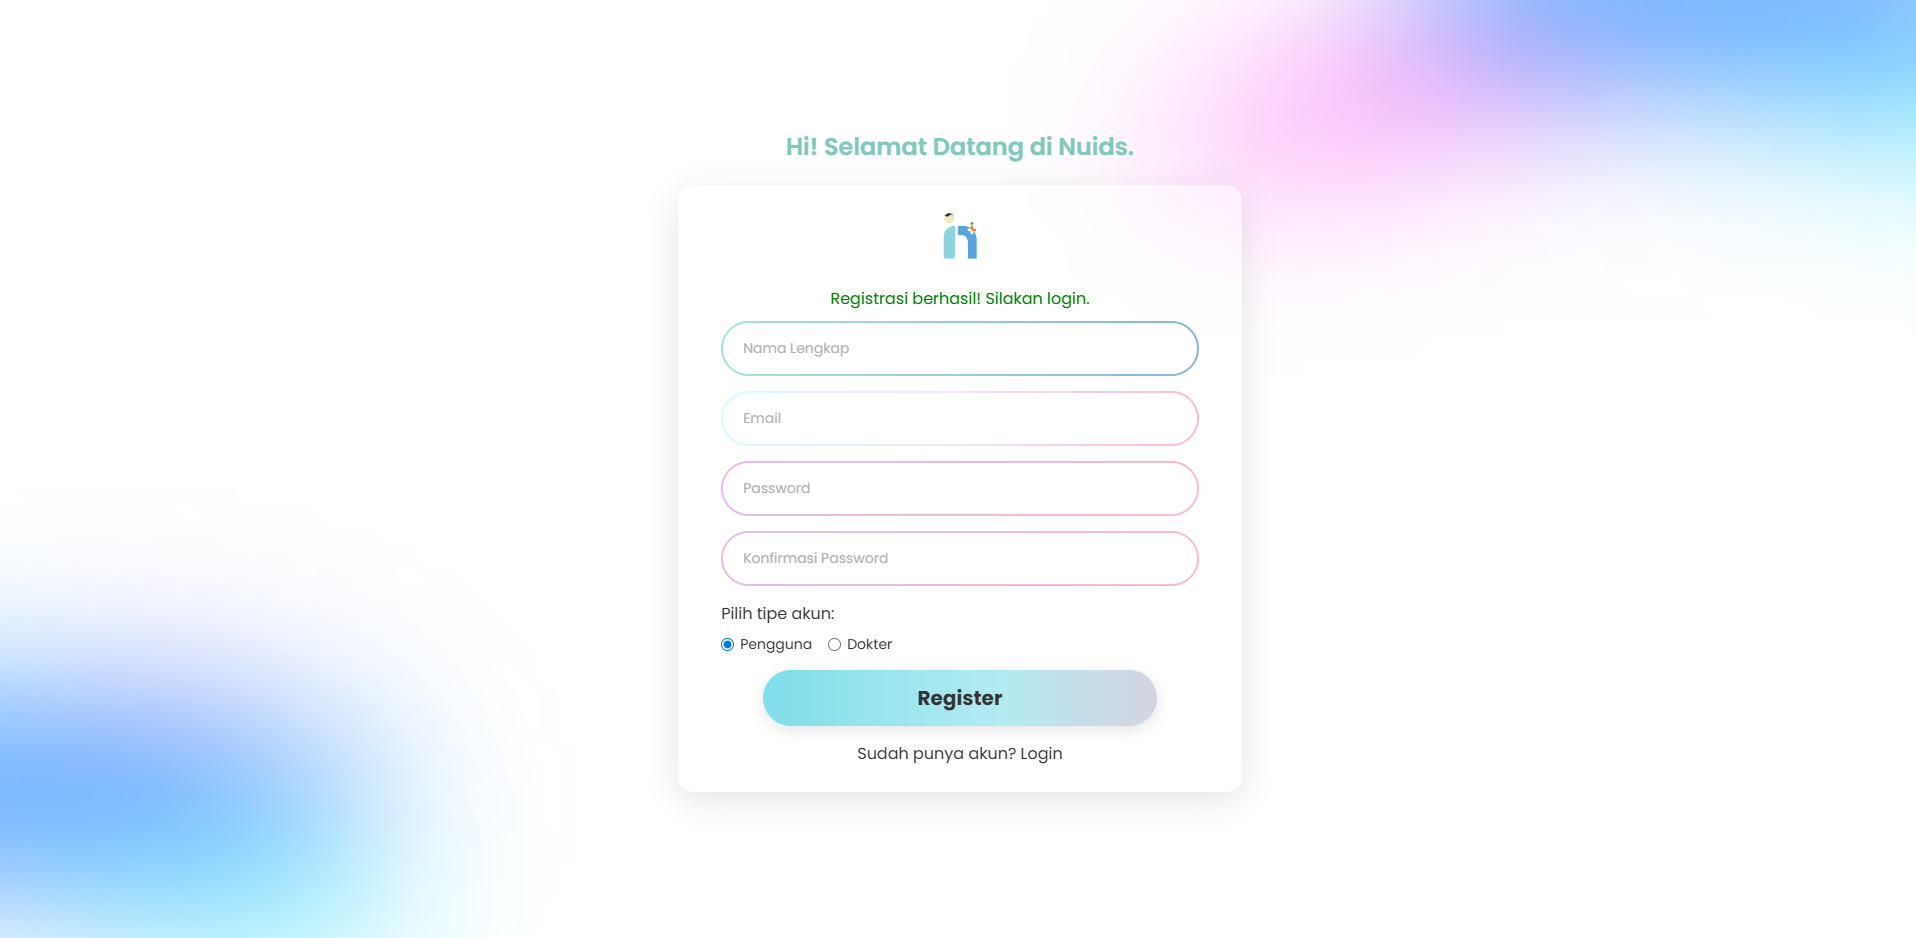 Hi! Selamat Datang di Nuids.
Registrasi berhasil! Silakan login.
Nama Lengkap
Email
Password
Konfirmasi Password
Pilih tipe akun:
Pengguna Dokter
Register
Sudah punya akun? Login